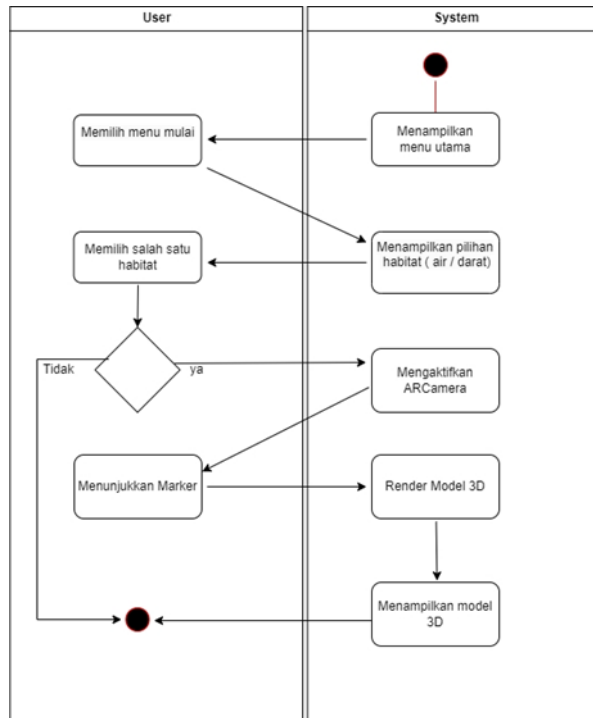 User
System
Menampilkan
menu utama
Memilih menu mulai
Menampilkan pilihan
habitat ( air / darat)
Memilih salah satu
habitat
Tidak
ya
Mengaktifkan
ARCamera
Menunjukkan Marker
Render Model 3D
Menampilkan model
3D